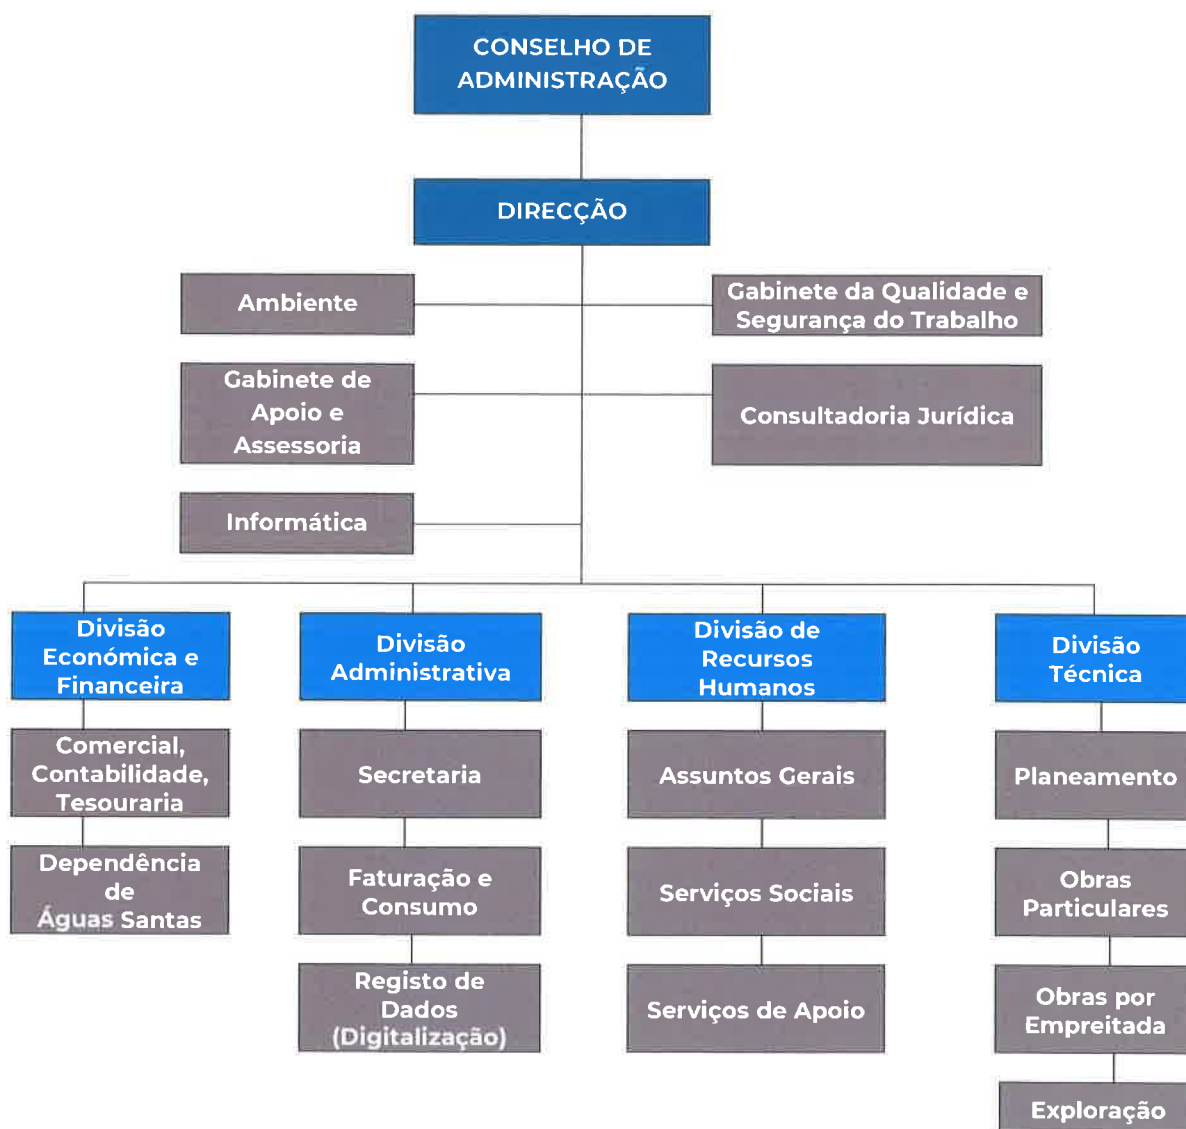 CONSELHO DE
ADMINISTRAÇÃO
DIRECÇÃO
Ambiente
Gabinete da Qualidade e
Segurança do Trabalho
Gabinete de
Apoio e
Assessoria
Consultadoria Jurídica
Informática
Divisão
Económica e
Financeira
Divisão
Administrativa
Divisão de
Recursos
Humanos
Divisão
Técnica
Comercial,
Contabilidade,
Tesouraria
Secretaria
Assuntos Gerais
Planeamento
Dependência
de
Águas Santas
Faturação e
Consumo
Serviços Sociais
Obras
Particulares
Registo de
Dados
(Digitalização)
Serviços de Apoio
Obras por
Empreitada
Exploração